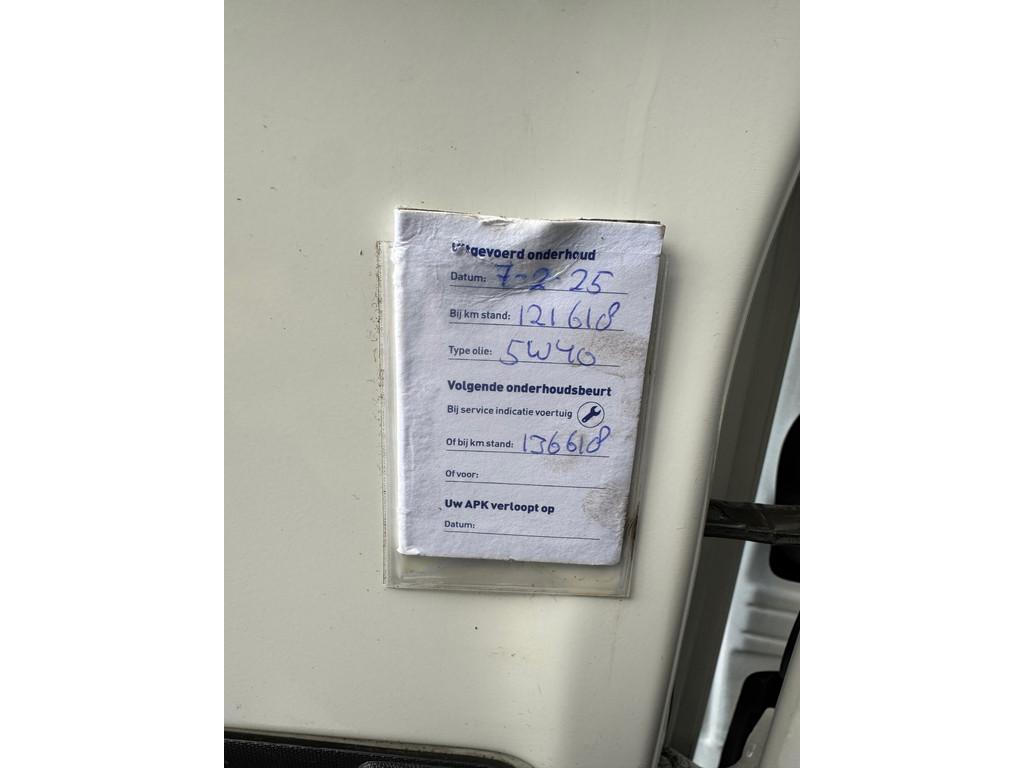 Uitgevoerd onderhoud
Datum: 7-2-25
Bij km stand: 121618
Type olie: 5W40
Volgende onderhoudsbeurt
Bij service indicatie voertuig
Of bij km stand: 136618
Of voor:
Uw APK verloopt op
Datum: